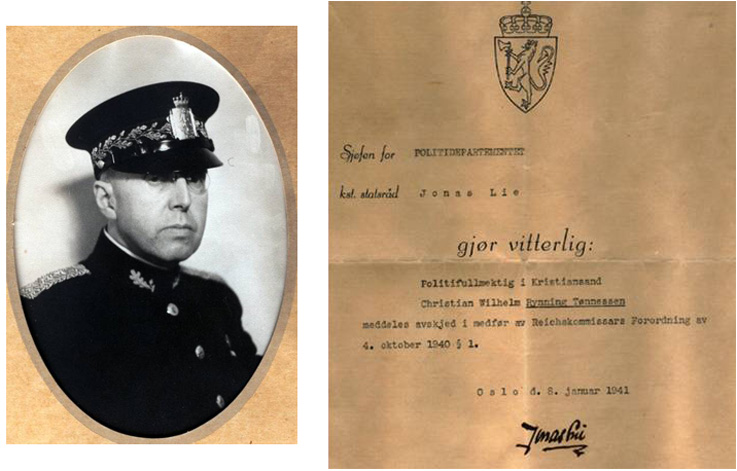 Sjefen for POLITIDEPARTEMENTET
kst. statsråd Jonas Lie
gjør vitterlig:
Politifullmektig i Kristiansand
Christian Wilhelm Rynning Tønnessen
meddeles avskjed i medfør av Reichskommissars Forordning av
4. oktober 1940 § 1.
Oslo d. 8. januar 1941
Jonas Lie